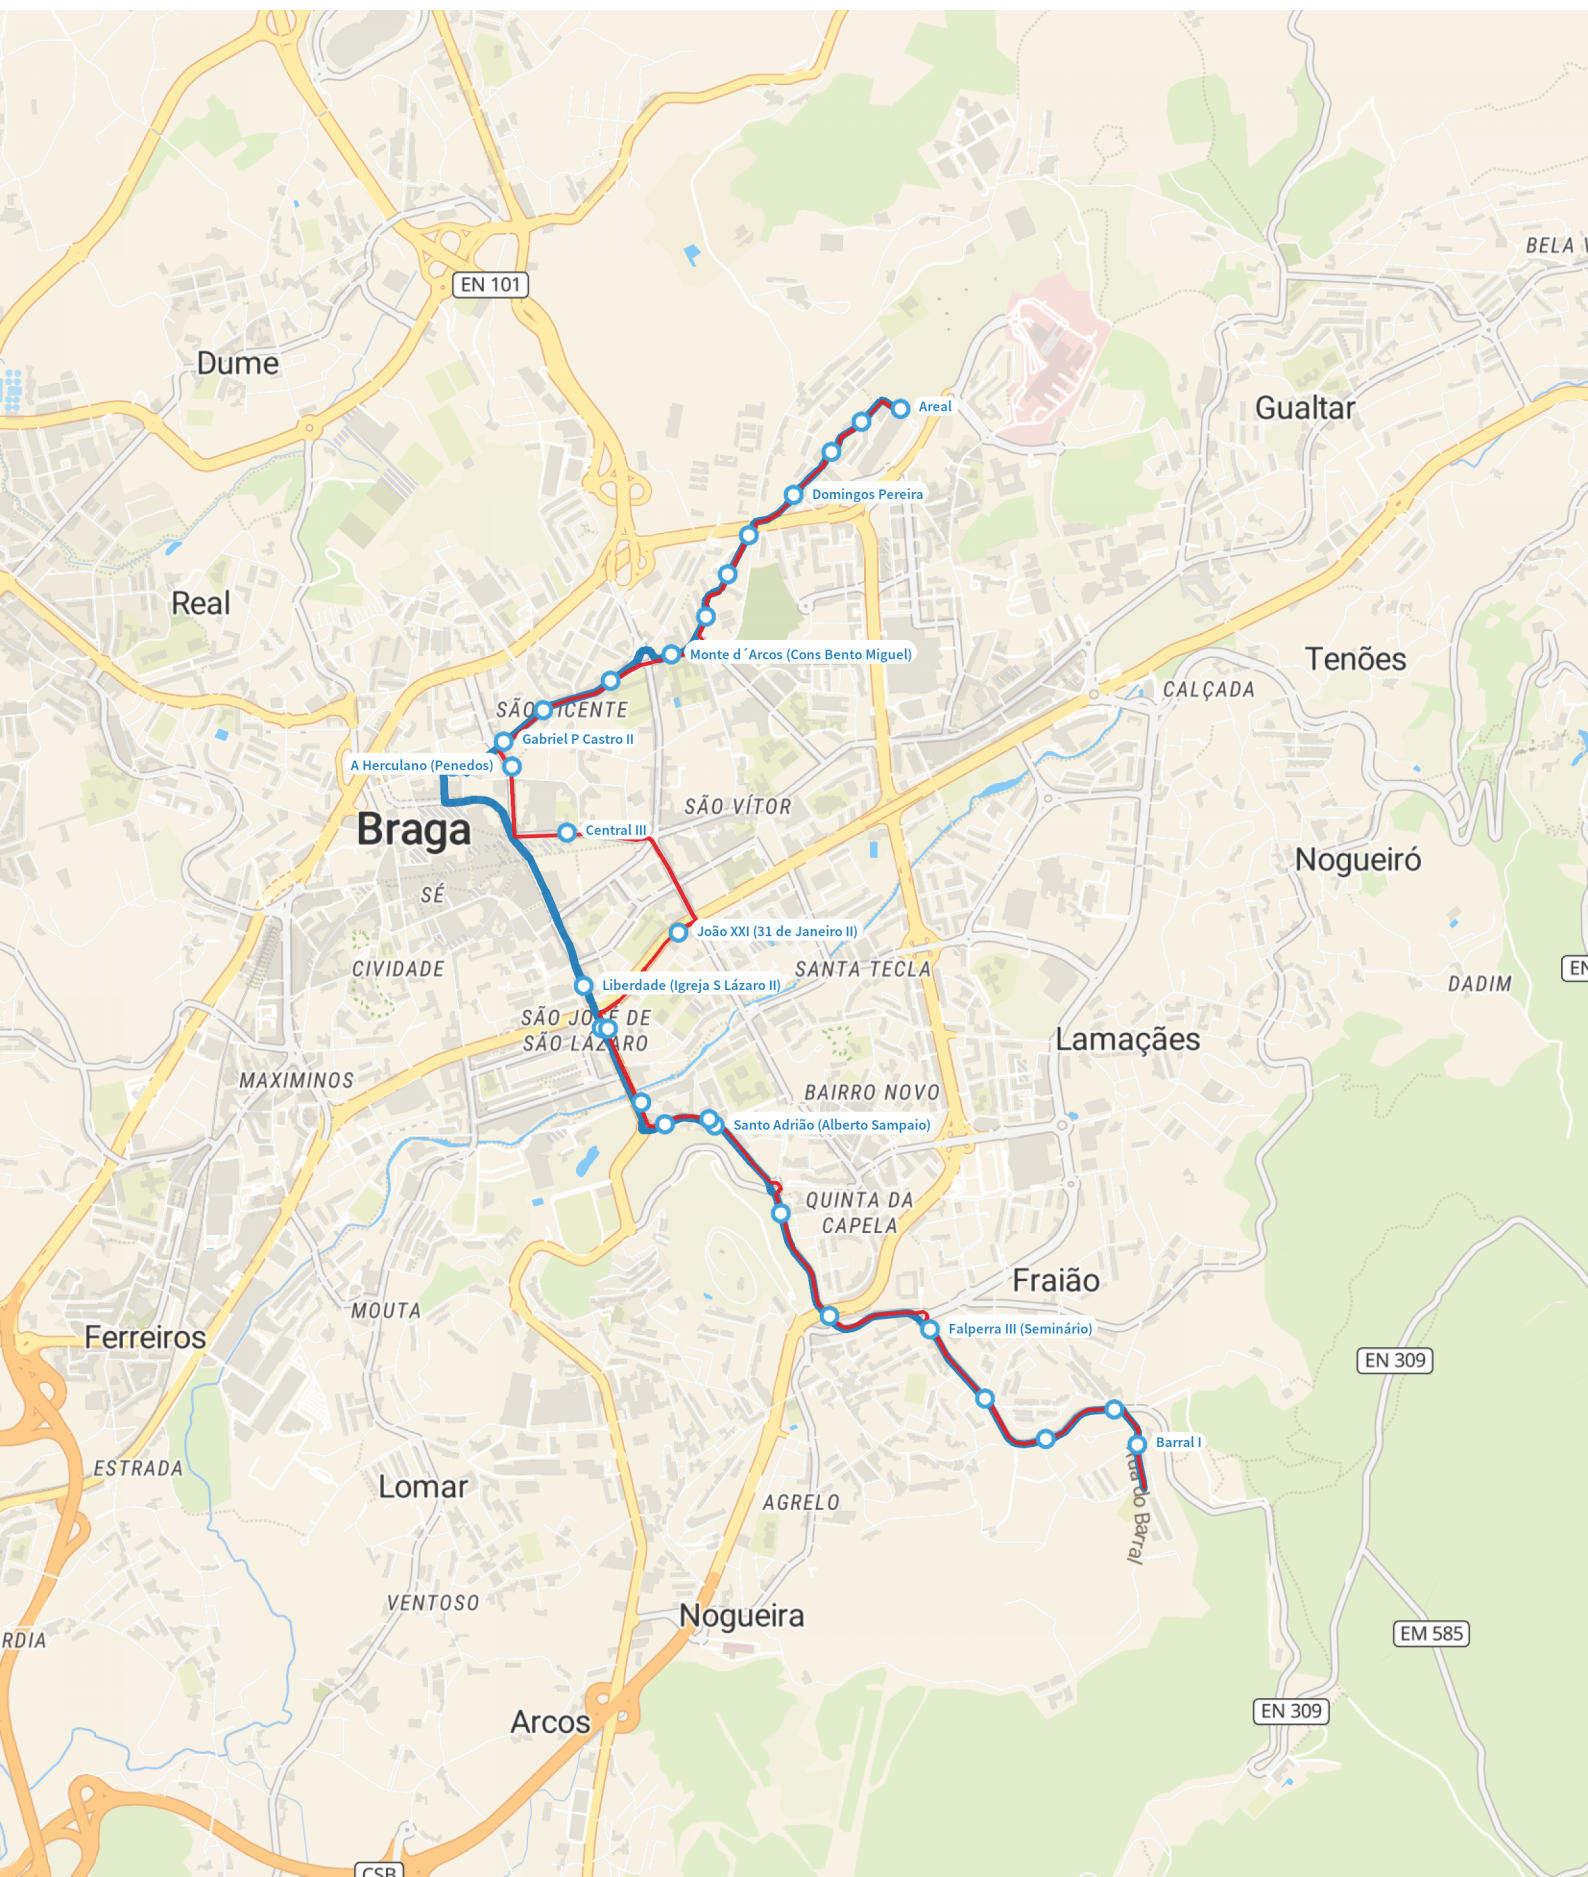 BELA V
EN 101
Dume
Areal
Gualtar
Domingos Pereira
Real
Monte d´Arcos (Cons Bento Miguel)
Tenões
CALÇADA
SÃO VICENTE
Gabriel P Castro II
A Herculano (Penedos)
SÃO VÍTOR
Braga
Central III
Nogueiró
SÉ
João XXI (31 de Janeiro II)
CIVIDADE
SANTA TECLA
EN
DADIM
Liberdade (Igreja S Lázaro II)
SÃO JOSÉ DE
SÃO LÁZARO
Lamaçães
MAXIMINOS
BAIRRO NOVO
Santo Adrião (Alberto Sampaio)
QUINTA DA
CAPELA
Fraião
MOUTA
Ferreiros
Falperra III (Seminário)
EN 309
Barral I
Rua do Barral
ESTRADA
Lomar
AGRELO
VENTOSO
Nogueira
RDIA
EM 585
EN 309
Arcos
CSB